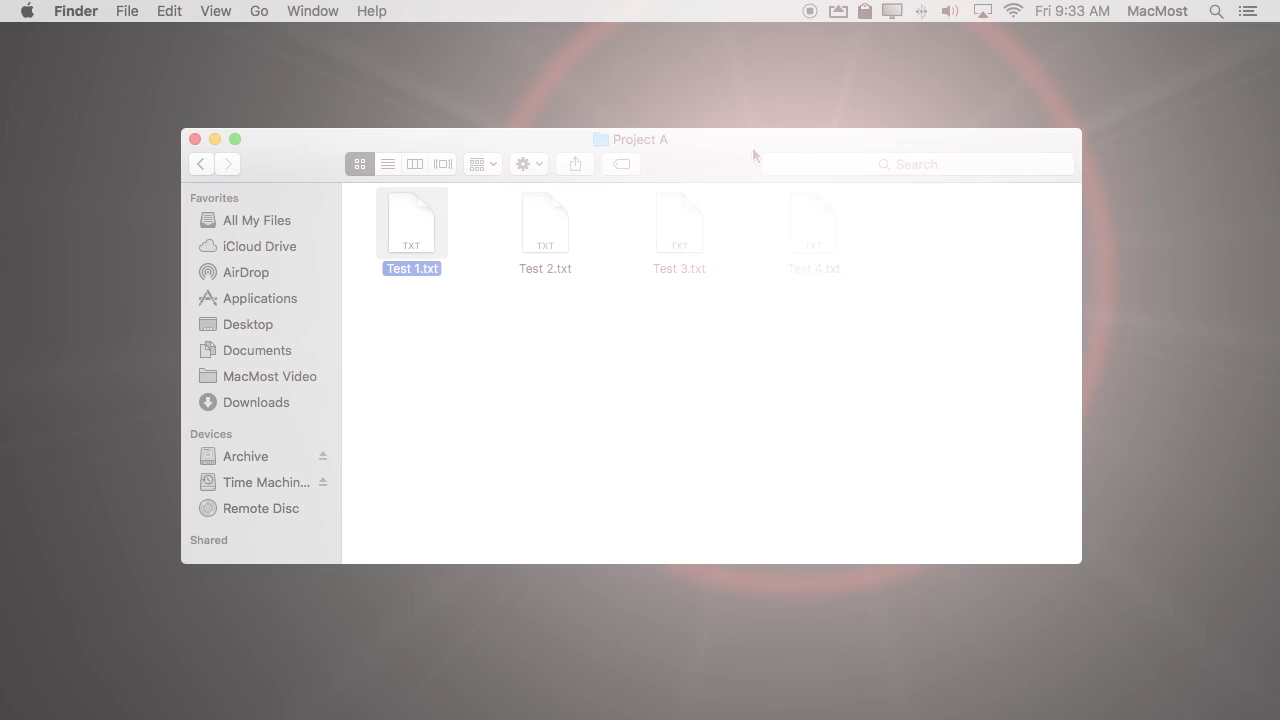 Finder File Edit View Go Window Help Fri 9:33 AM MacMost
Project A
Search
Favorites
All My Files
iCloud Drive
AirDrop
Applications
Desktop
Documents
MacMost Video
Downloads
Devices
Archive
Time Machin...
Remote Disc
Shared
TXT TXT TXT TXT
Test 1.txt Test 2.txt Test 3.txt Test 4.txt